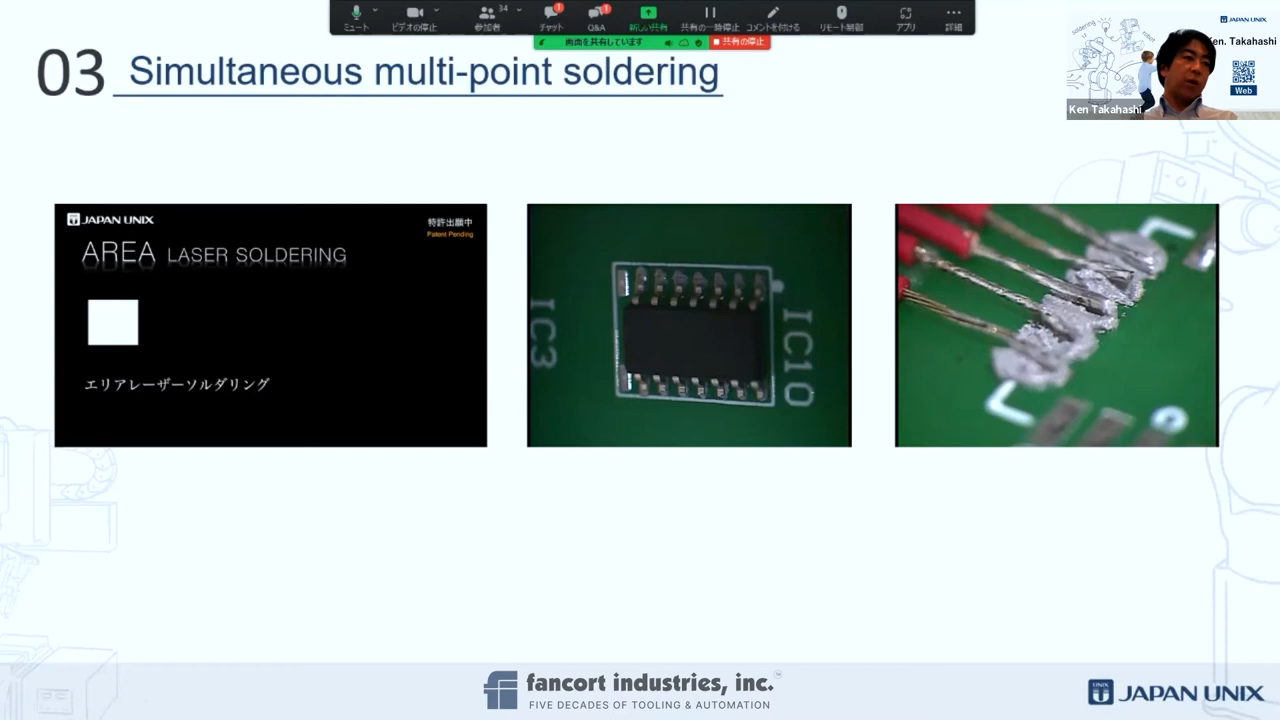 34
1
1
ミュート
ビデオの停止
参加者
チャット
Q&A
新しい共有
共有の一時停止
コメントを付ける
リモート制御
アプリ
詳細
画面を共有しています
共有の停止
03 Simultaneous multi-point soldering
JAPAN UNIX
Ken. Takahashi
Web
Ken Takahashi
JAPAN UNIX
特許出願中
Patent Pending
AREA LASER SOLDERING
エリアレーザーソルダリング
IC3
IC10
fancort industries, inc.
FIVE DECADES OF TOOLING & AUTOMATION
UNIX
JAPAN UNIX